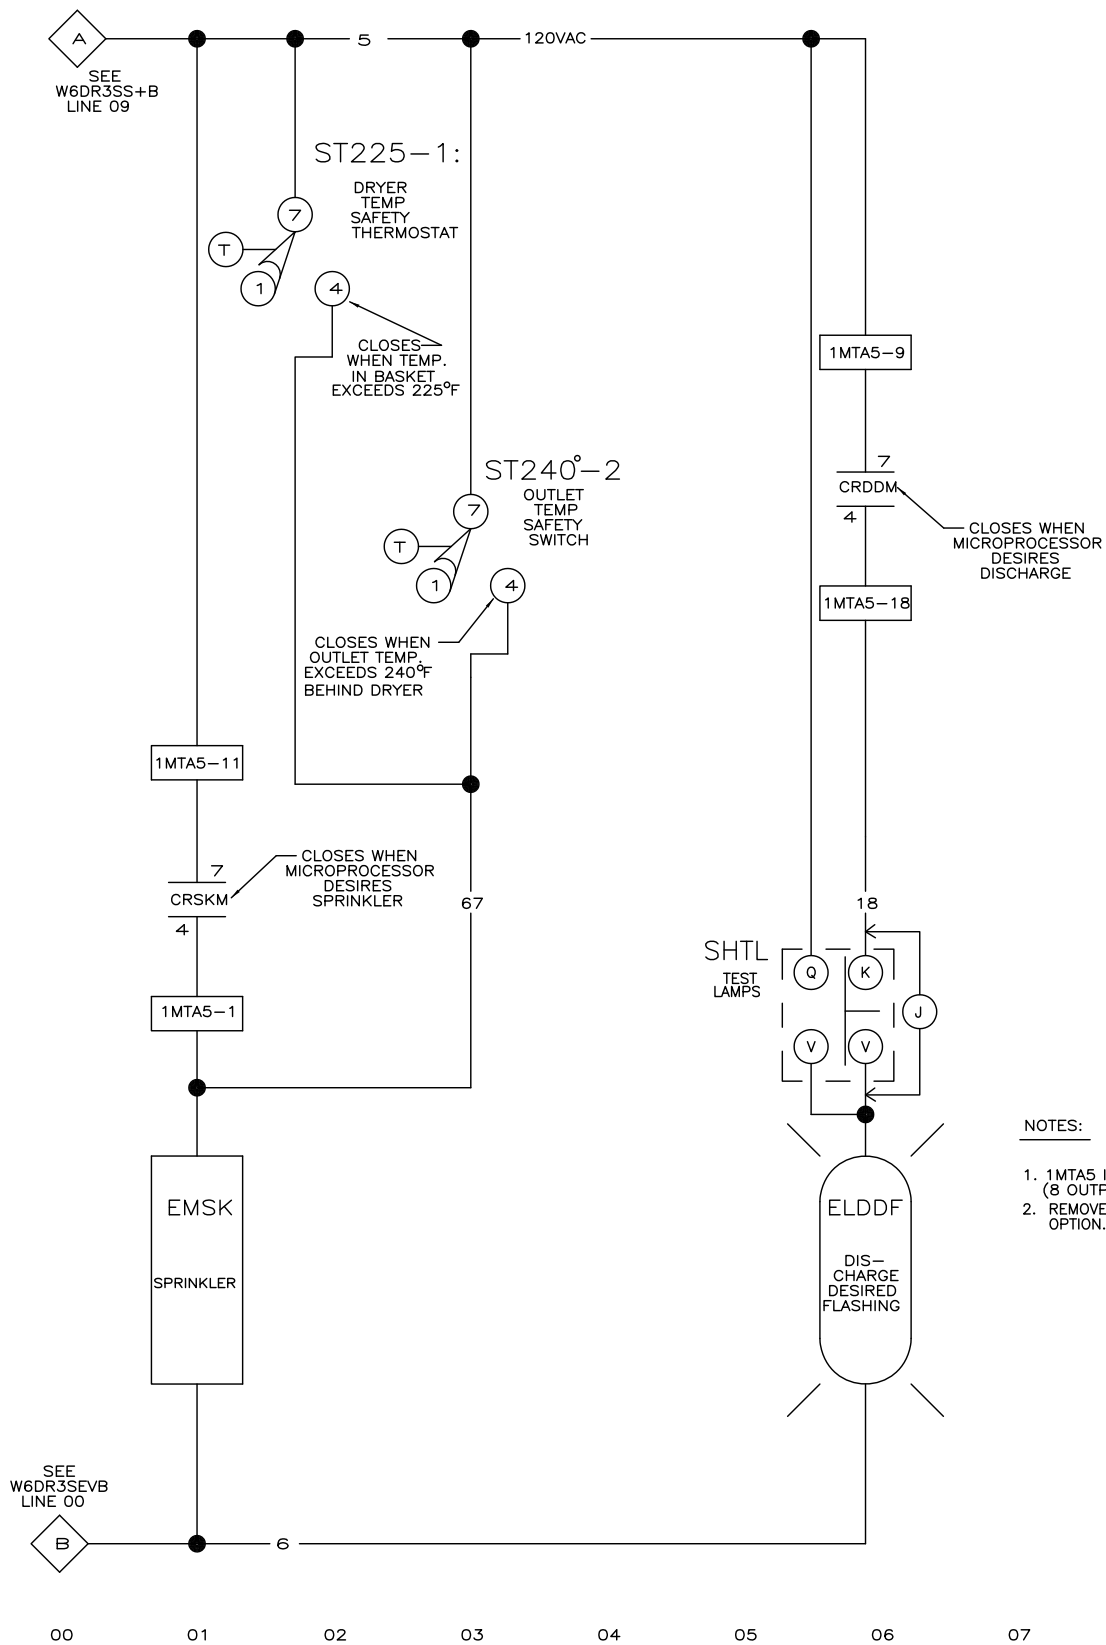 A
5
120VAC
SEE
W6DR3SS+B
LINE 09
ST225-1:
DRYER
TEMP
SAFETY
THERMOSTAT
7
T
1
4
CLOSES
WHEN TEMP.
IN BASKET
EXCEEDS 225°F
1MTA5-9
ST240°-2
OUTLET
TEMP
SAFETY
SWITCH
7
T
1
4
7
CRDDM
4
CLOSES WHEN
MICROPROCESSOR
DESIRES
DISCHARGE
1MTA5-18
CLOSES WHEN
OUTLET TEMP.
EXCEEDS 240°F
BEHIND DRYER
1MTA5-11
7
CRSKM
4
CLOSES WHEN
MICROPROCESSOR
DESIRES
SPRINKLER
67
18
1MTA5-1
SHTL
TEST
LAMPS
Q
K
J
V
V
NOTES:
1. 1MTA5
(8
2. REMOVE
OPTION.
EMSK
SPRINKLER
ELDDF
DIS-
CHARGE
DESIRED
FLASHING
SEE
W6DR3SEVB
LINE 00
B
6
00 01 02 03 04 05 06 07